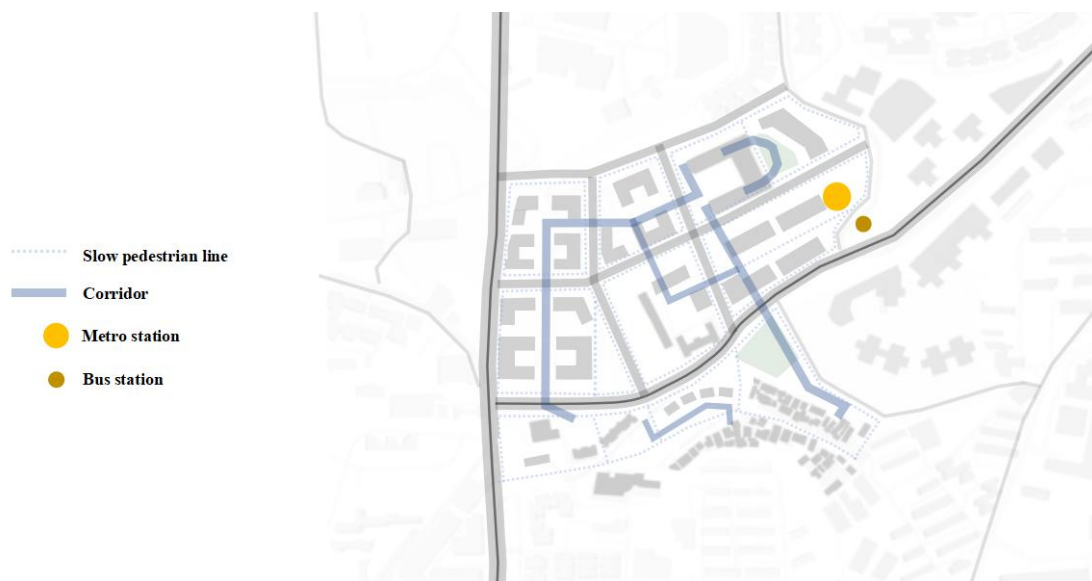 Slow pedestrian line
Corridor
Metro station
Bus station